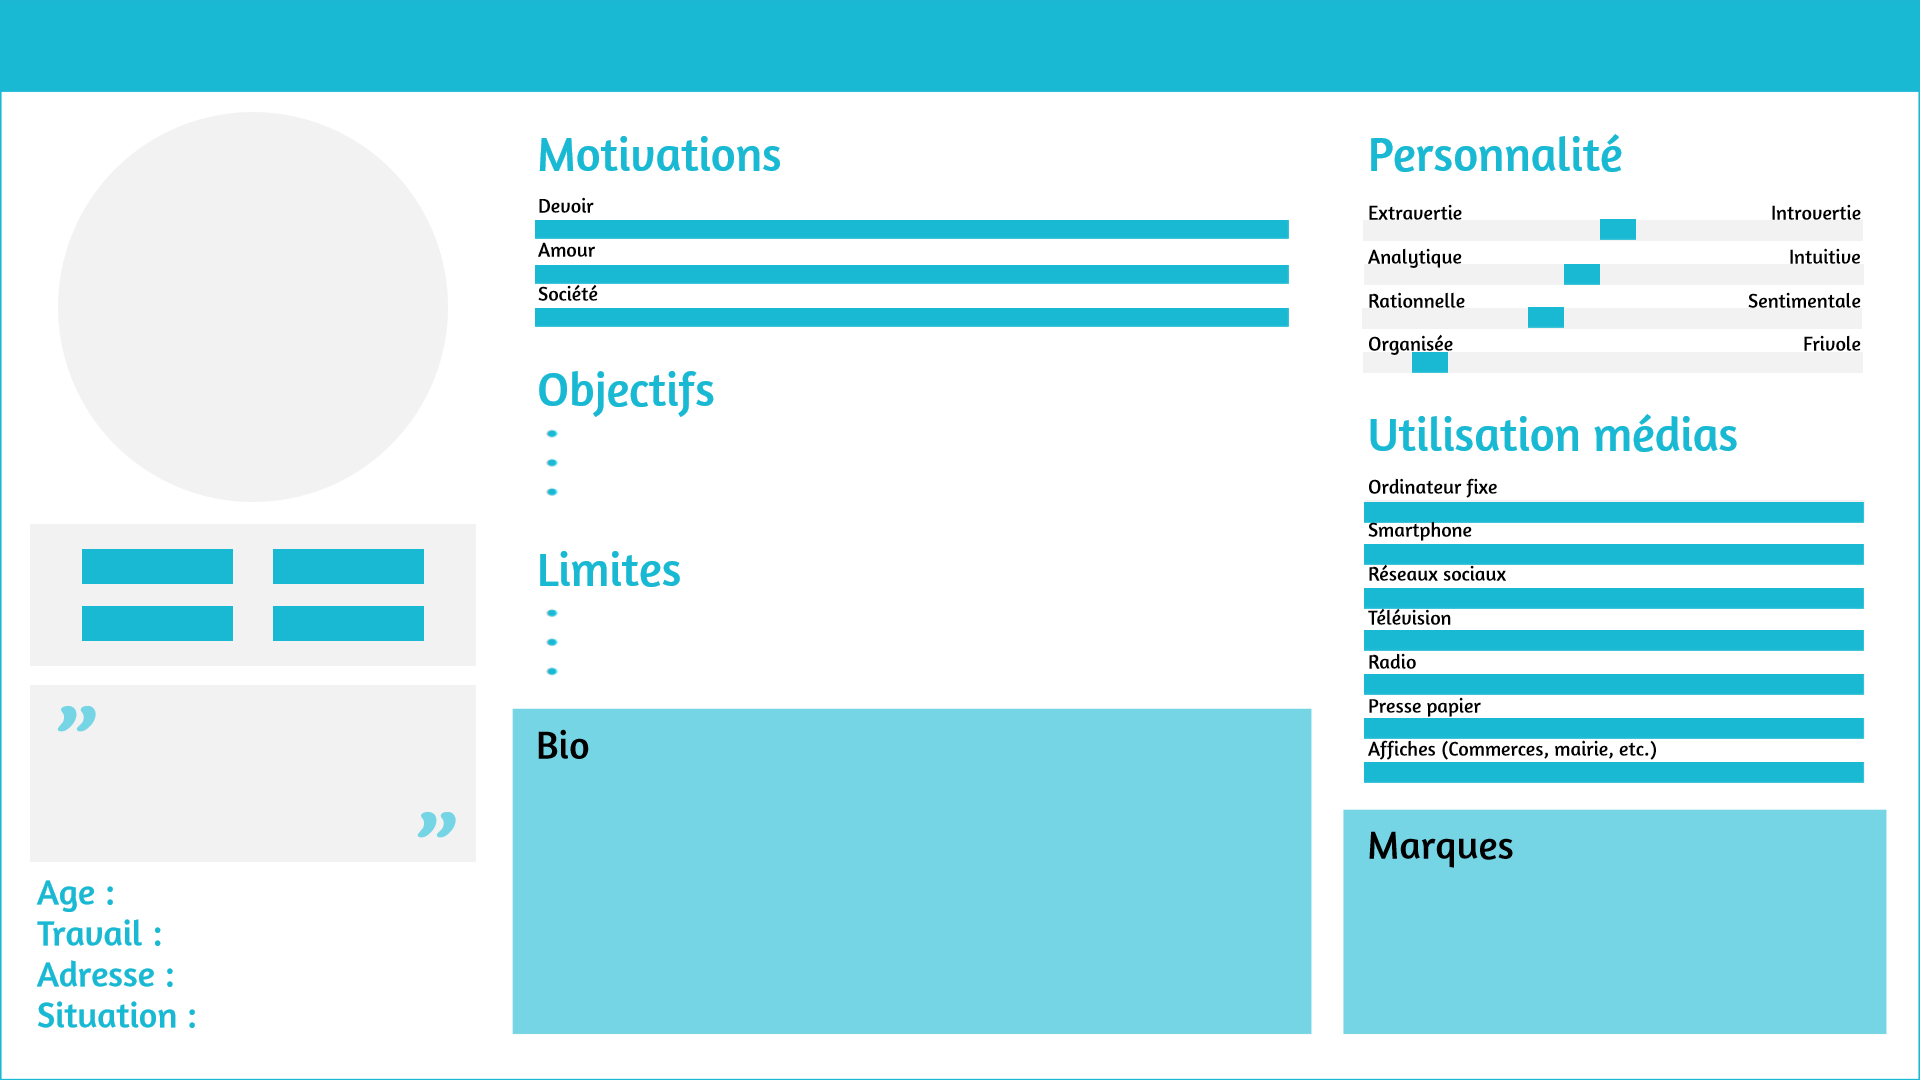 ”
”
Age :
Travail :
Adresse :
Situation :
Motivations
Devoir
Amour
Société
Objectifs
Limites
Bio
Personnalité
Extravertie Introvertie
Analytique Intuitive
Rationnelle Sentimentale
Organisée Frivole
Utilisation médias
Ordinateur fixe
Smartphone
Réseaux sociaux
Télévision
Radio
Presse papier
Affiches (Commerces, mairie, etc.)
Marques